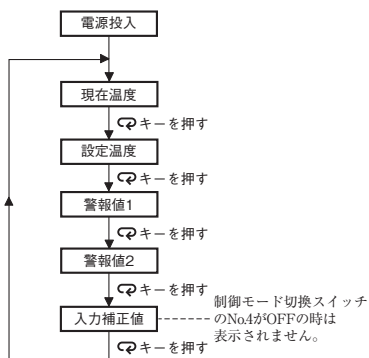 電源投入
現在温度
キーを押す
設定温度
キーを押す
警報値1
キーを押す
警報値2
キーを押す
入力補正値
制御モード切換スイッチ
のNo.4がOFFの時は
表示されません。
キーを押す